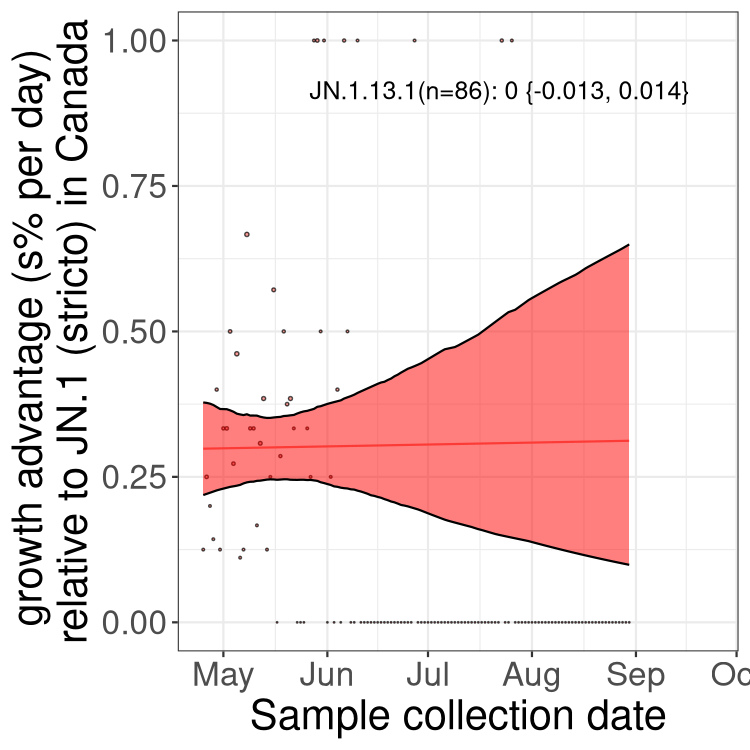 growth advantage (s% per day)
relative to JN.1 (stricto) in Canada
1.00
0.75
0.50
0.25
0.00
JN.1.13.1(n=86): 0 {-0.013, 0.014}
May Jun Jul Aug Sep Oc
Sample collection date